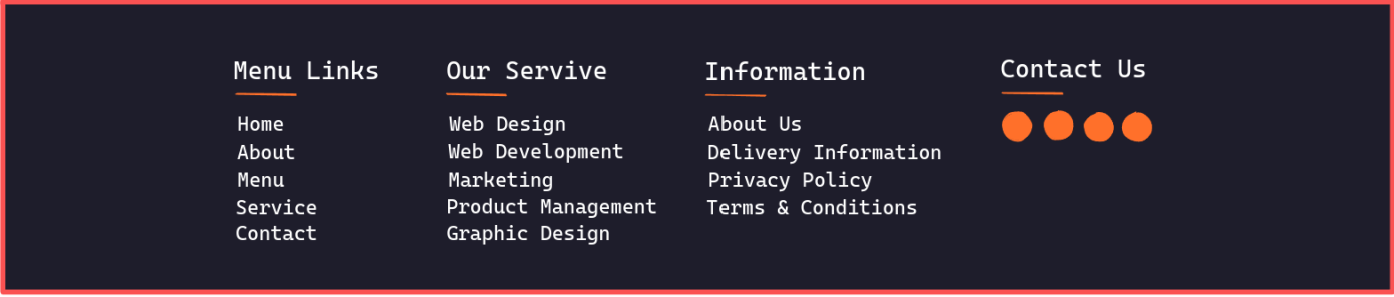 Menu Links
Home
About
Menu
Service
Contact
Our Servive
Web Design
Web Development
Marketing
Product Management
Graphic Design
Information
About Us
Delivery Information
Privacy Policy
Terms & Conditions
Contact Us